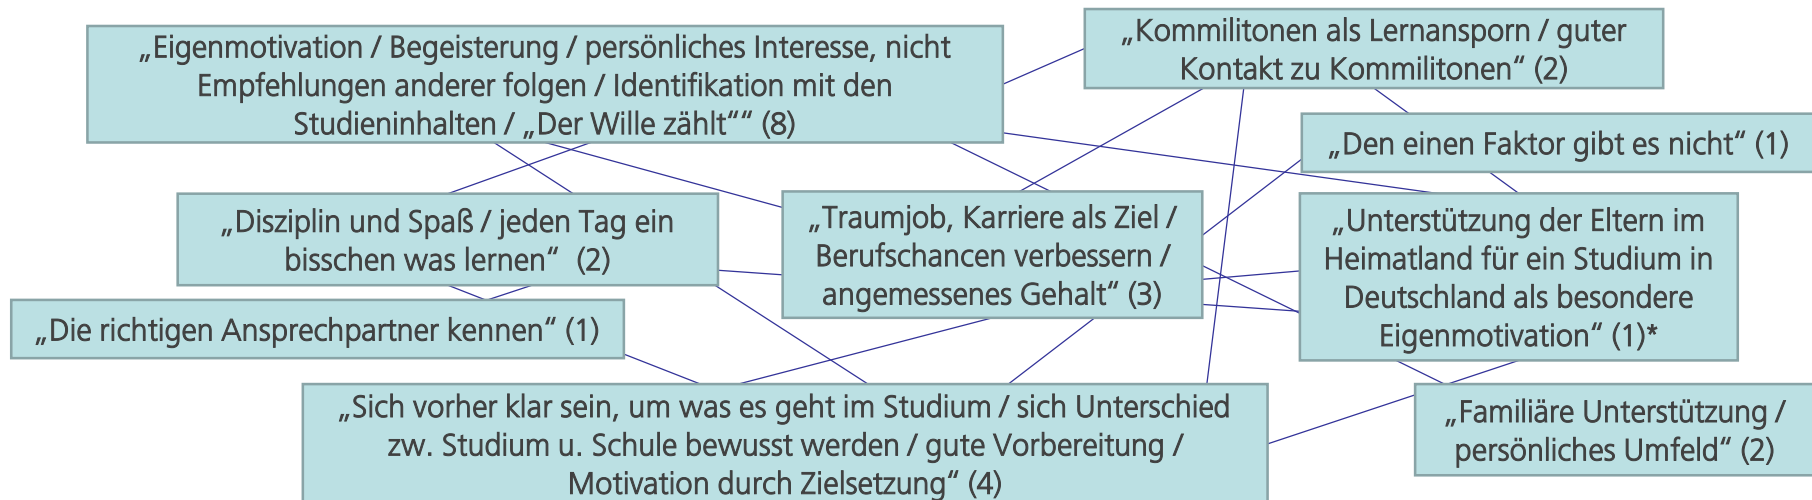 „Eigenmotivation / Begeisterung / persönliches Interesse, nicht
Empfehlungen anderer folgen / Identifikation mit den
Studieninhalten / „Der Wille zählt““ (8)
„Kommilitonen als Lernansporn / guter
Kontakt zu Kommilitonen“ (2)
„Den einen Faktor gibt es nicht“ (1)
„Disziplin und Spaß / jeden Tag ein
bisschen was lernen“ (2)
„Traumjob, Karriere als Ziel /
Berufschancen verbessern /
angemessenes Gehalt“ (3)
„Unterstützung der Eltern im
Heimatland für ein Studium in
Deutschland als besondere
Eigenmotivation“ (1)*
„Die richtigen Ansprechpartner kennen“ (1)
„Sich vorher klar sein, um was es geht im Studium / sich Unterschied
zw. Studium u. Schule bewusst werden / gute Vorbereitung /
Motivation durch Zielsetzung“ (4)
„Familiäre Unterstützung /
persönliches Umfeld“ (2)